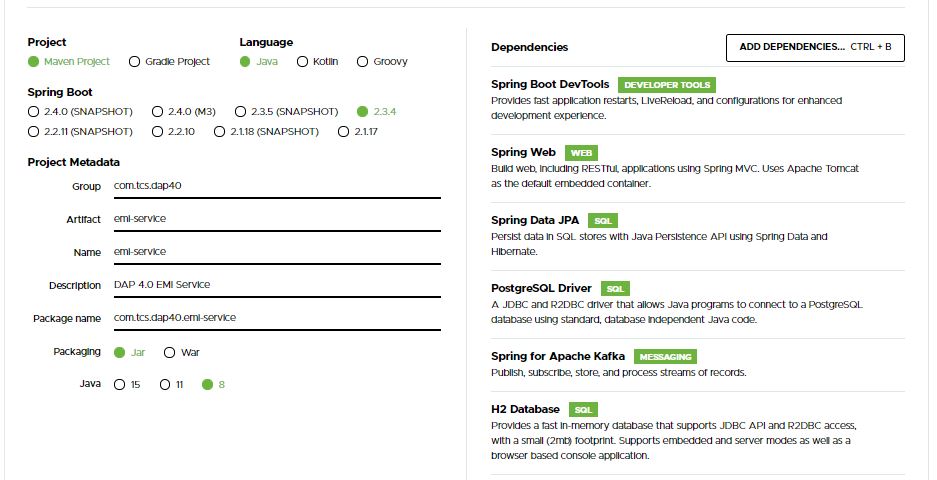 Project
Language
Maven Project Gradle Project
Java Kotlin Groovy
Spring Boot
2.4.0 (SNAPSHOT) 2.4.0 (M3) 2.3.5 (SNAPSHOT) 2.3.4
2.2.11 (SNAPSHOT) 2.2.10 2.1.18 (SNAPSHOT) 2.1.17
Project Metadata
Group com.tcs.dap40
Artifact emi-service
Name emi-service
Description DAP 4.0 EMI Service
Package name com.tcs.dap40.emi-service
Packaging Jar War
Java 15 11 8
Dependencies ADD DEPENDENCIES... CTRL + B
Spring Boot DevTools DEVELOPER TOOLS
Provides fast application restarts, LiveReload, and configurations for enhanced
development experience.
Spring Web WEB
Build web, including RESTful, applications using Spring MVC. Uses Apache Tomcat
as the default embedded container.
Spring Data JPA SQL
Persist data in SQL stores with Java Persistence API using Spring Data and
Hibernate.
PostgreSQL Driver SQL
A JDBC and R2DBC driver that allows Java programs to connect to a PostgreSQL
database using standard, database independent Java code.
Spring for Apache Kafka MESSAGING
Publish, subscribe, store, and process streams of records.
H2 Database SQL
Provides a fast in-memory database that supports JDBC API and R2DBC access,
with a small (2mb) footprint. Supports embedded and server modes as well as a
browser based console application.